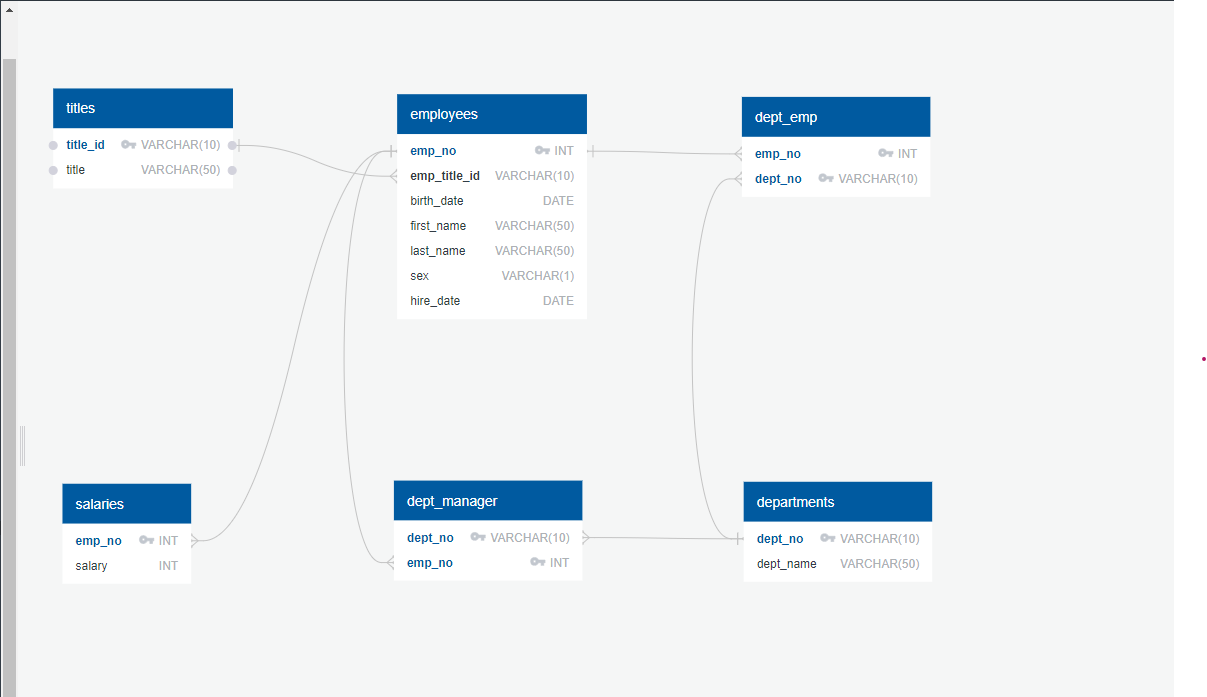 titles
title_id VARCHAR(10)
title VARCHAR(50)
employees
emp_no INT
emp_title_id VARCHAR(10)
birth_date DATE
first_name VARCHAR(50)
last_name VARCHAR(50)
sex VARCHAR(1)
hire_date DATE
dept_emp
emp_no INT
dept_no VARCHAR(10)
salaries
emp_no INT
salary INT
dept_manager
dept_no VARCHAR(10)
emp_no INT
departments
dept_no VARCHAR(10)
dept_name VARCHAR(50)